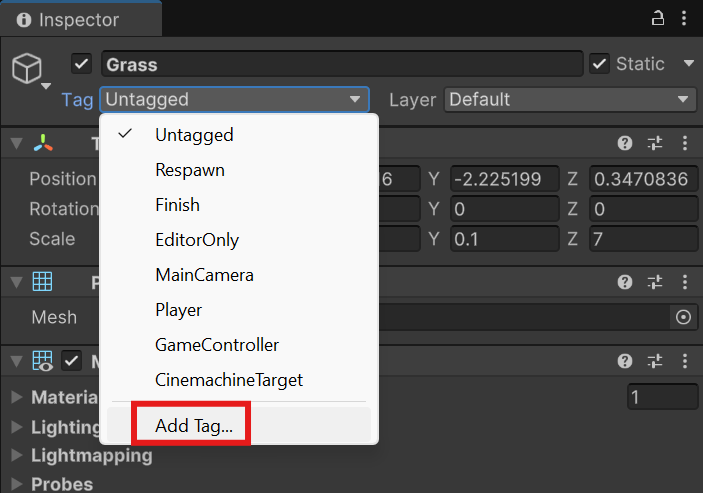 Inspector
Grass Static
Tag Untagged Layer Default
Untagged
Respawn
Position 6 Y -2.225199 Z 0.3470836
Finish
Rotation Y 0 Z 0
EditorOnly
Scale Y 0.1 Z 7
MainCamera
Player
Mesh
GameController
CinemachineTarget
Materia 1
Add Tag...
Lighting
Lightmapping
Probes